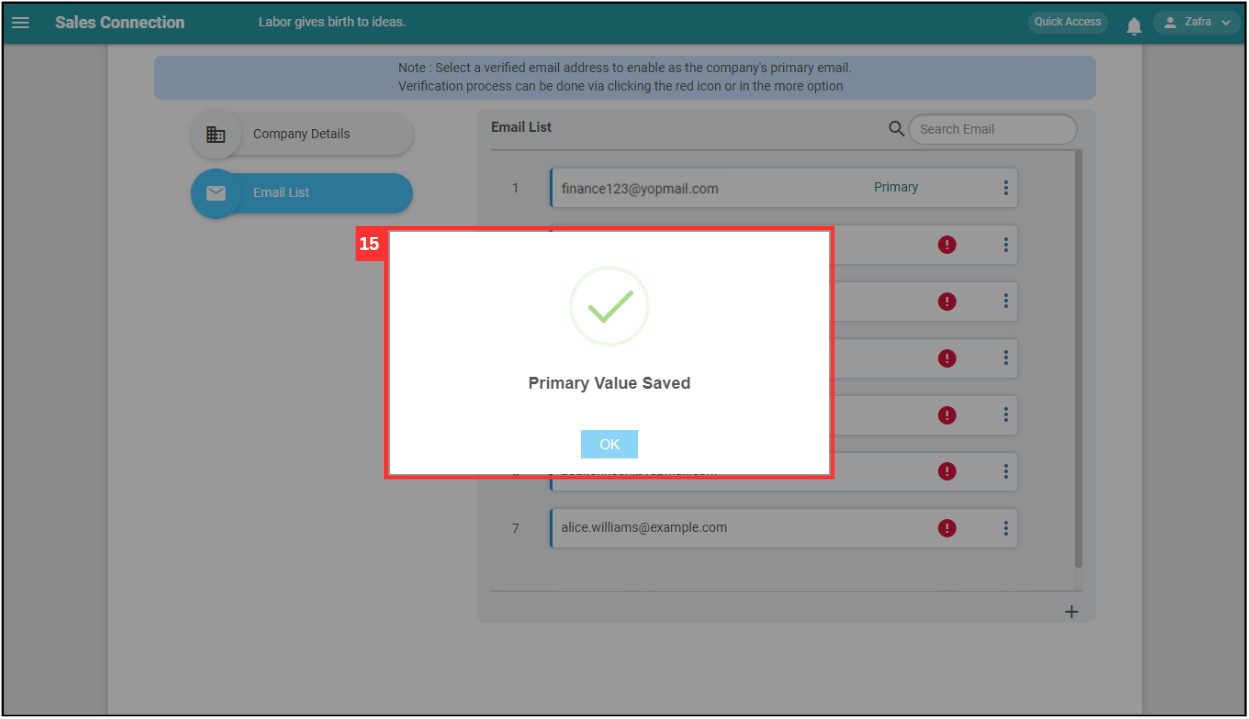 Sales Connection
Labor gives birth to ideas.
Quick Access
Zafra
Note : Select a verified email address to enable as the company's primary email.
Verification process can be done via clicking the red icon or in the more option
Company Details
Email List
Email List
Search Email
1
finance123@yopmail.com
Primary
15
Primary Value Saved
OK
7
alice.williams@example.com